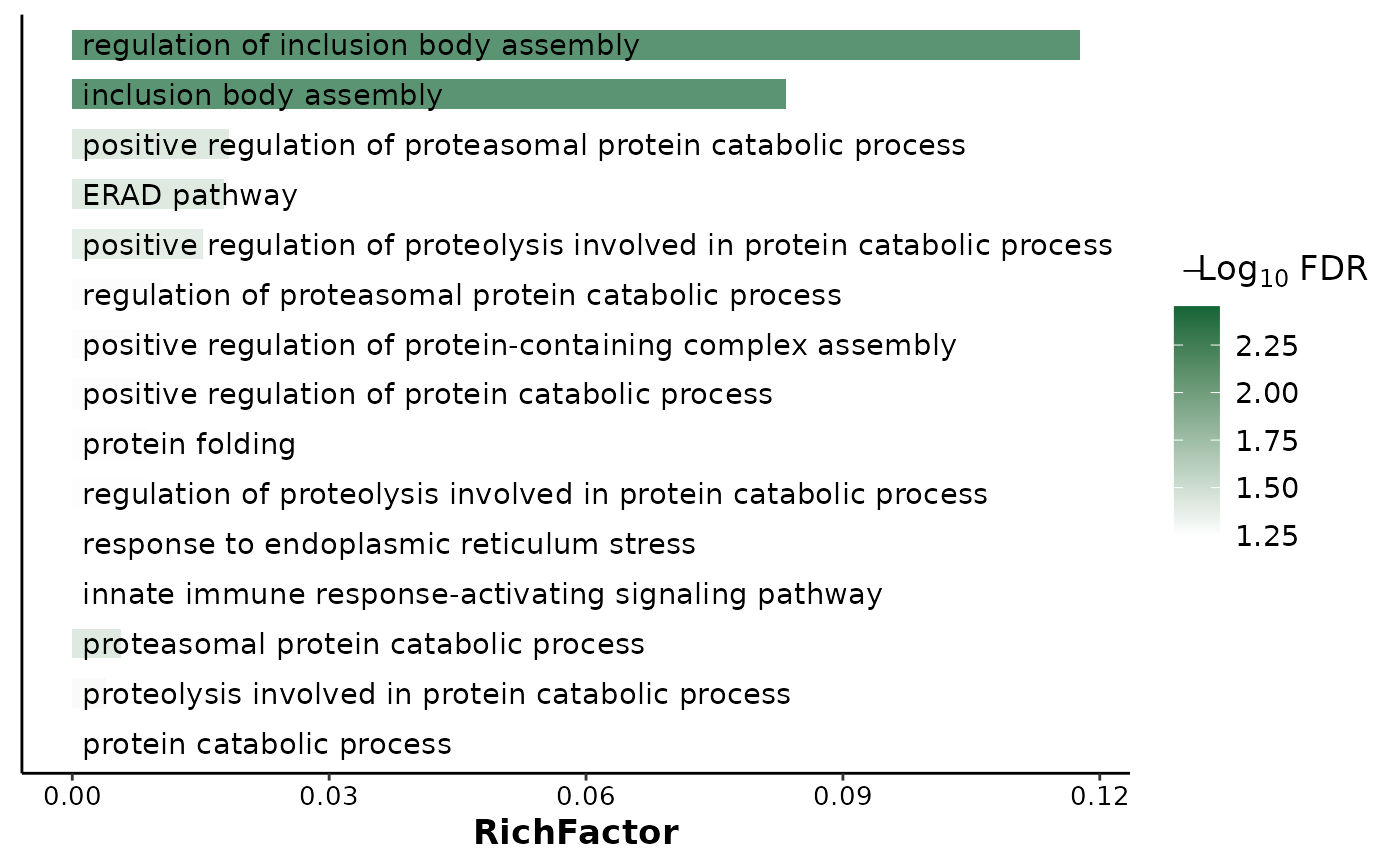 regulation of inclusion body assembly
inclusion body assembly
positive regulation of proteasomal protein catabolic process
ERAD pathway
positive regulation of proteolysis involved in protein catabolic process
regulation of proteasomal protein catabolic process
positive regulation of protein-containing complex assembly
positive regulation of protein catabolic process
protein folding
regulation of proteolysis involved in protein catabolic process
response to endoplasmic reticulum stress
innate immune response-activating signaling pathway
proteasomal protein catabolic process
proteolysis involved in protein catabolic process
protein catabolic process
0.00 0.03 0.06 0.09 0.12
RichFactor
−Log₁₀ FDR
2.25
2.00
1.75
1.50
1.25